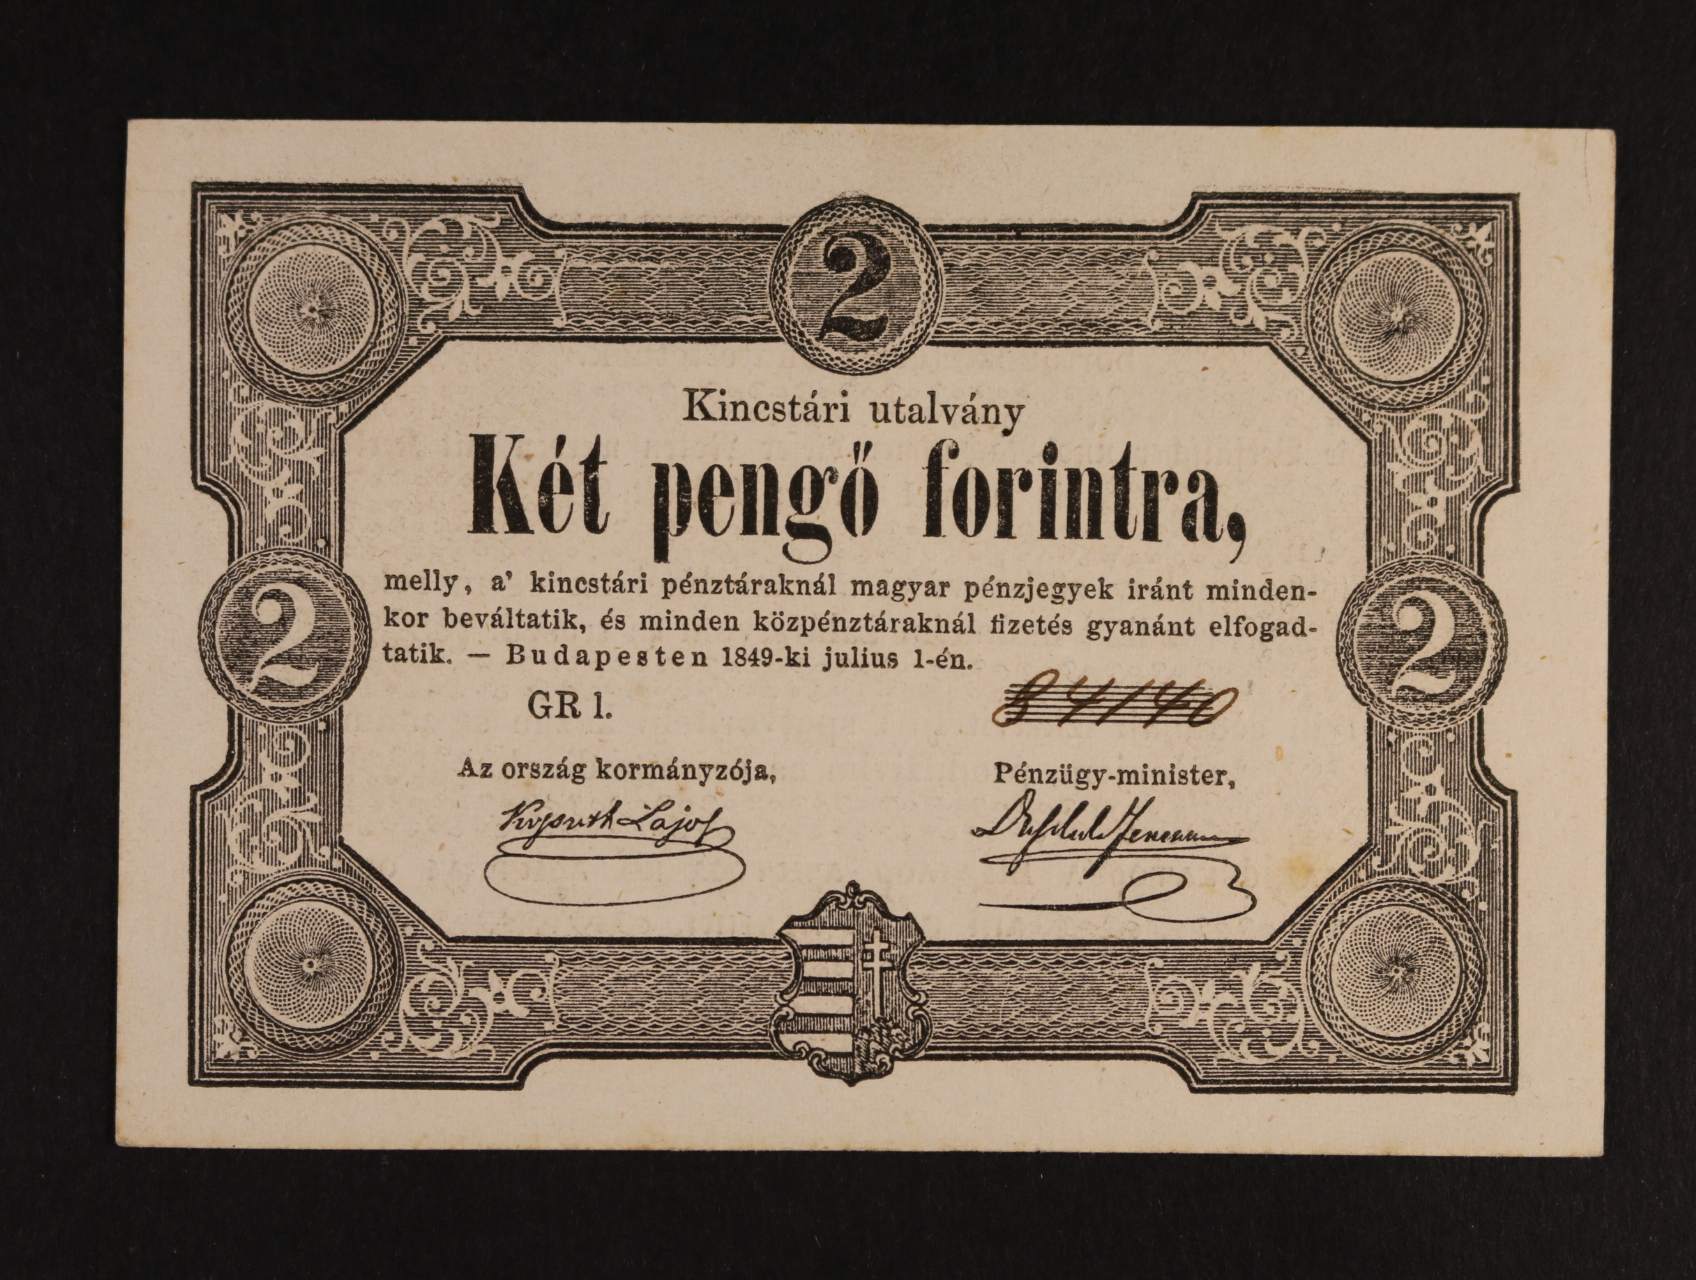 2
Kincstári utalvány
Két pengő forintra,
melly, a' kincstári pénztáraknál magyar pénzjegyek iránt minden-
kor beváltatik, és minden közpénztáraknál fizetés gyanánt elfogad-
tatik. — Budapesten 1849-ki julius 1-én.
2 2
GR 1. 84140
Az ország kormányzója, Pénzügy-minister,
Kossuth Lajos